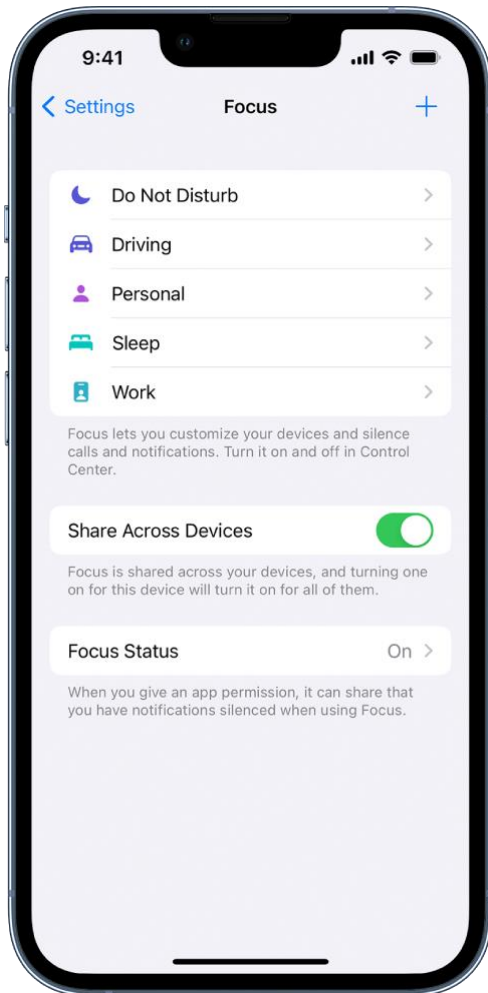 9:41
Settings
Focus
Do Not Disturb
Driving
Personal
Sleep
Work
Focus lets you customize your devices and silence
calls and notifications. Turn it on and off in Control
Center.
Share Across Devices
Focus is shared across your devices, and turning one
on for this device will turn it on for all of them.
Focus Status On
When you give an app permission, it can share that
you have notifications silenced when using Focus.